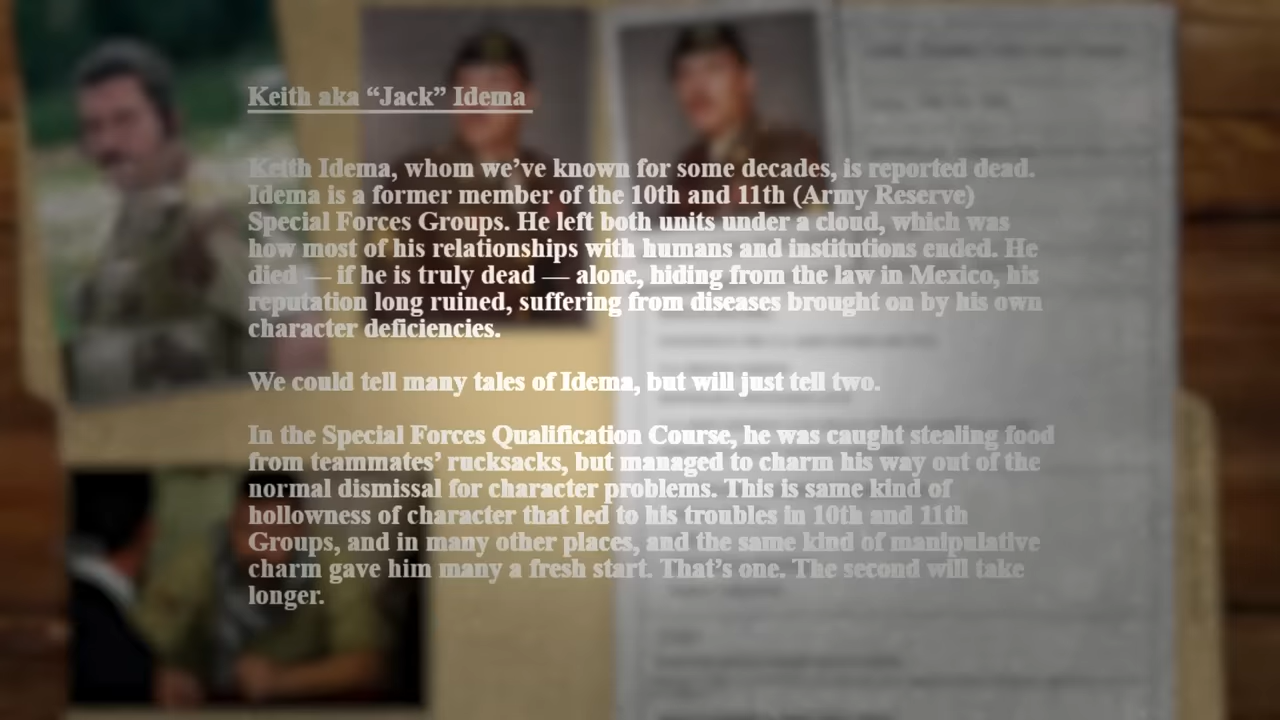 Keith aka “Jack” Idema
Keith Idema, whom we’ve known for some decades, is reported dead.
Idema is a former member of the 10th and 11th (Army Reserve)
Special Forces Groups. He left both units under a cloud, which was
how most of his relationships with humans and institutions ended. He
died — if he is truly dead — alone, hiding from the law in Mexico, his
reputation long ruined, suffering from diseases brought on by his own
character deficiencies.
We could tell many tales of Idema, but will just tell two.
In the Special Forces Qualification Course, he was caught stealing food
from teammates’ rucksacks, but managed to charm his way out of the
normal dismissal for character problems. This is same kind of
hollowness of character that led to his troubles in 10th and 11th
Groups, and in many other places, and the same kind of manipulative
charm gave him many a fresh start. That’s one. The second will take
longer.